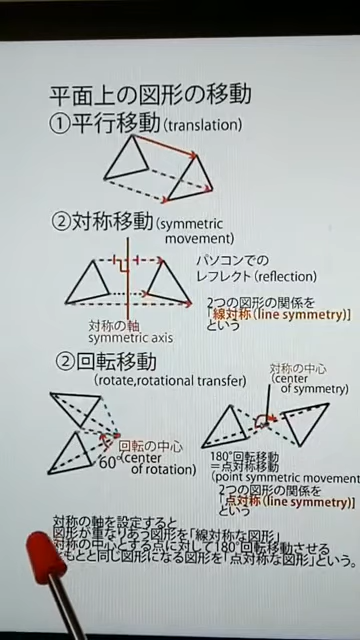 平面上の図形の移動
①平行移動(translation)
②対称移動(symmetric
movement)
パソコンでの
レフレクト(reflection)
2つの図形の関係を
「線対称(line symmetry)]
という
対称の軸
symmetric axis
②回転移動
(rotate,rotational transfer)
回転の中心
(center
of rotation)
60°
対称の中心
(center
of symmetry)
180°回転移動
＝点対称移動
(point symmetric movement
2つの図形の関係を
「点対称(line symmetry)]
という
対称の軸を設定すると
図形が重なりあう図形を「線対称な図形」
対称の中心とする点に対して180°回転移動させる
もとと同じ図形になる図形を「点対称な図形」という。